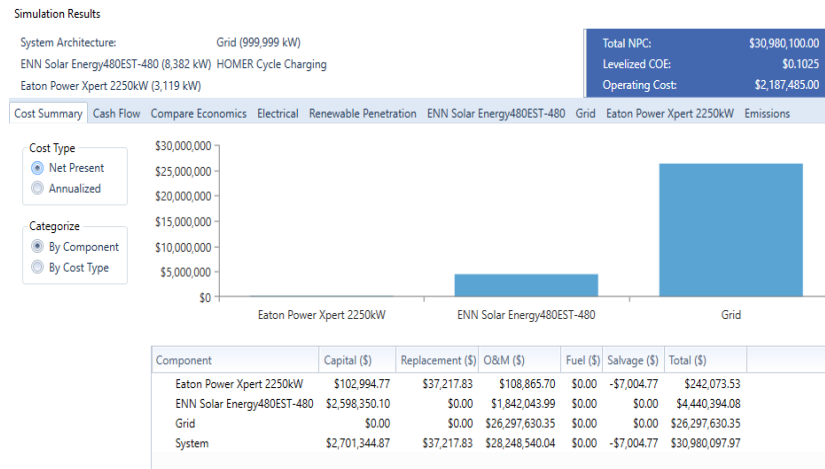 Simulation Results
System Architecture: Grid (999,999 kW)
ENN Solar Energy480EST-480 (8,382 kW) HOMER Cycle Charging
Eaton Power Xpert 2250kW (3,119 kW)
Total NPC: $30,980,100.00
Levelized COE: $0.1025
Operating Cost: $2,187,485.00
Cost Summary Cash Flow Compare Economics Electrical Renewable Penetration ENN Solar Energy480EST-480 Grid Eaton Power Xpert 2250kW Emissions
Cost Type
Net Present
Annualized
Categorize
By Component
By Cost Type
$30,000,000
$25,000,000
$20,000,000
$15,000,000
$10,000,000
$5,000,000
$0
Eaton Power Xpert 2250kW ENN Solar Energy480EST-480 Grid
Component Capital ($) Replacement ($) O&M ($) Fuel ($) Salvage ($) Total ($)
Eaton Power Xpert 2250kW $102,994.77 $37,217.83 $108,865.70 $0.00 -$7,004.77 $242,073.53
ENN Solar Energy480EST-480 $2,598,350.10 $0.00 $1,842,043.99 $0.00 $0.00 $4,440,394.08
Grid $0.00 $0.00 $26,297,630.35 $0.00 $0.00 $26,297,630.35
System $2,701,344.87 $37,217.83 $28,248,540.04 $0.00 -$7,004.77 $30,980,097.97